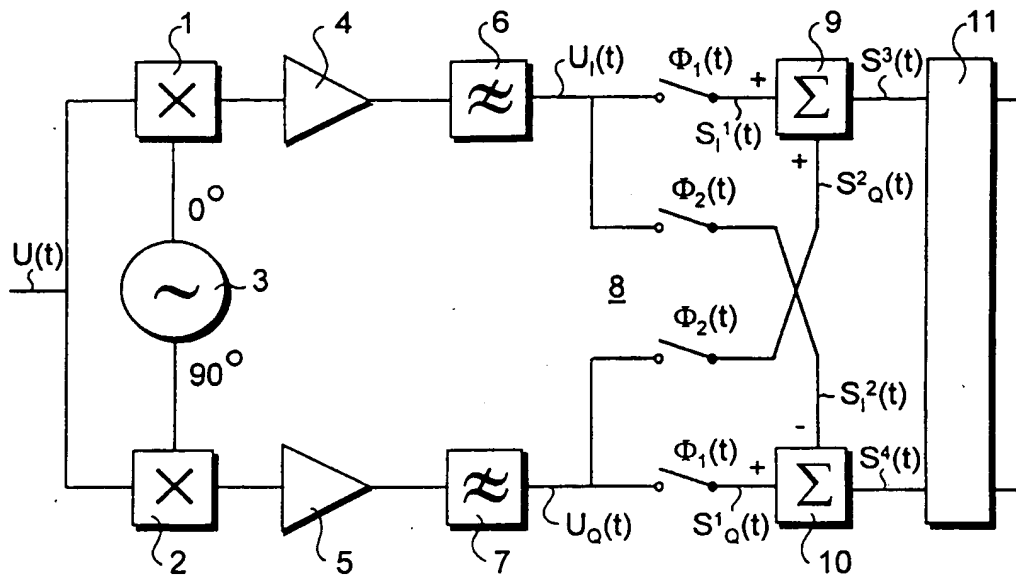 1 4 6 9 11
U_I(t) Φ_1(t) + Σ S^3(t)
× S_I^1(t) +
0° Φ_2(t) S^2_Q(t)
U(t) ~ 3 8
Φ_2(t)
90° S_I^2(t)
-
× Φ_1(t) + Σ S^4(t)
U_Q(t) S^1_Q(t)
2 5 7 10